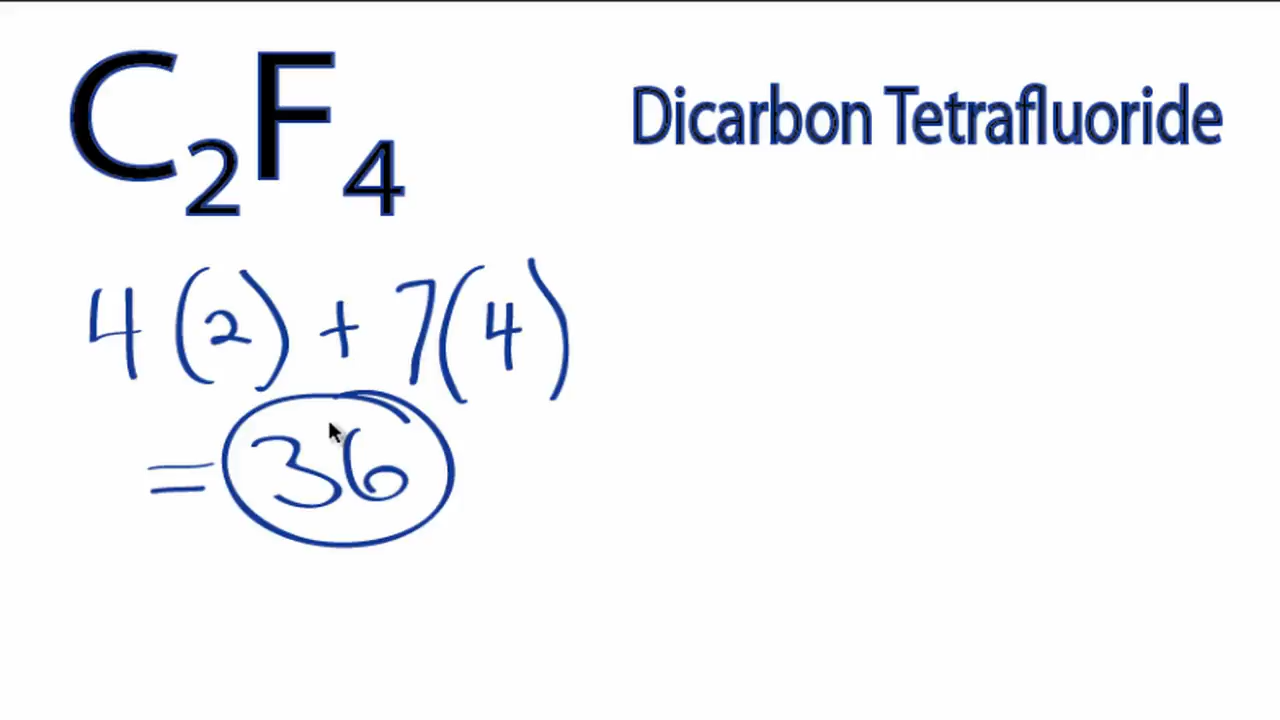 C₂F₄
Dicarbon Tetrafluoride
4(2) + 7(4)
= 36